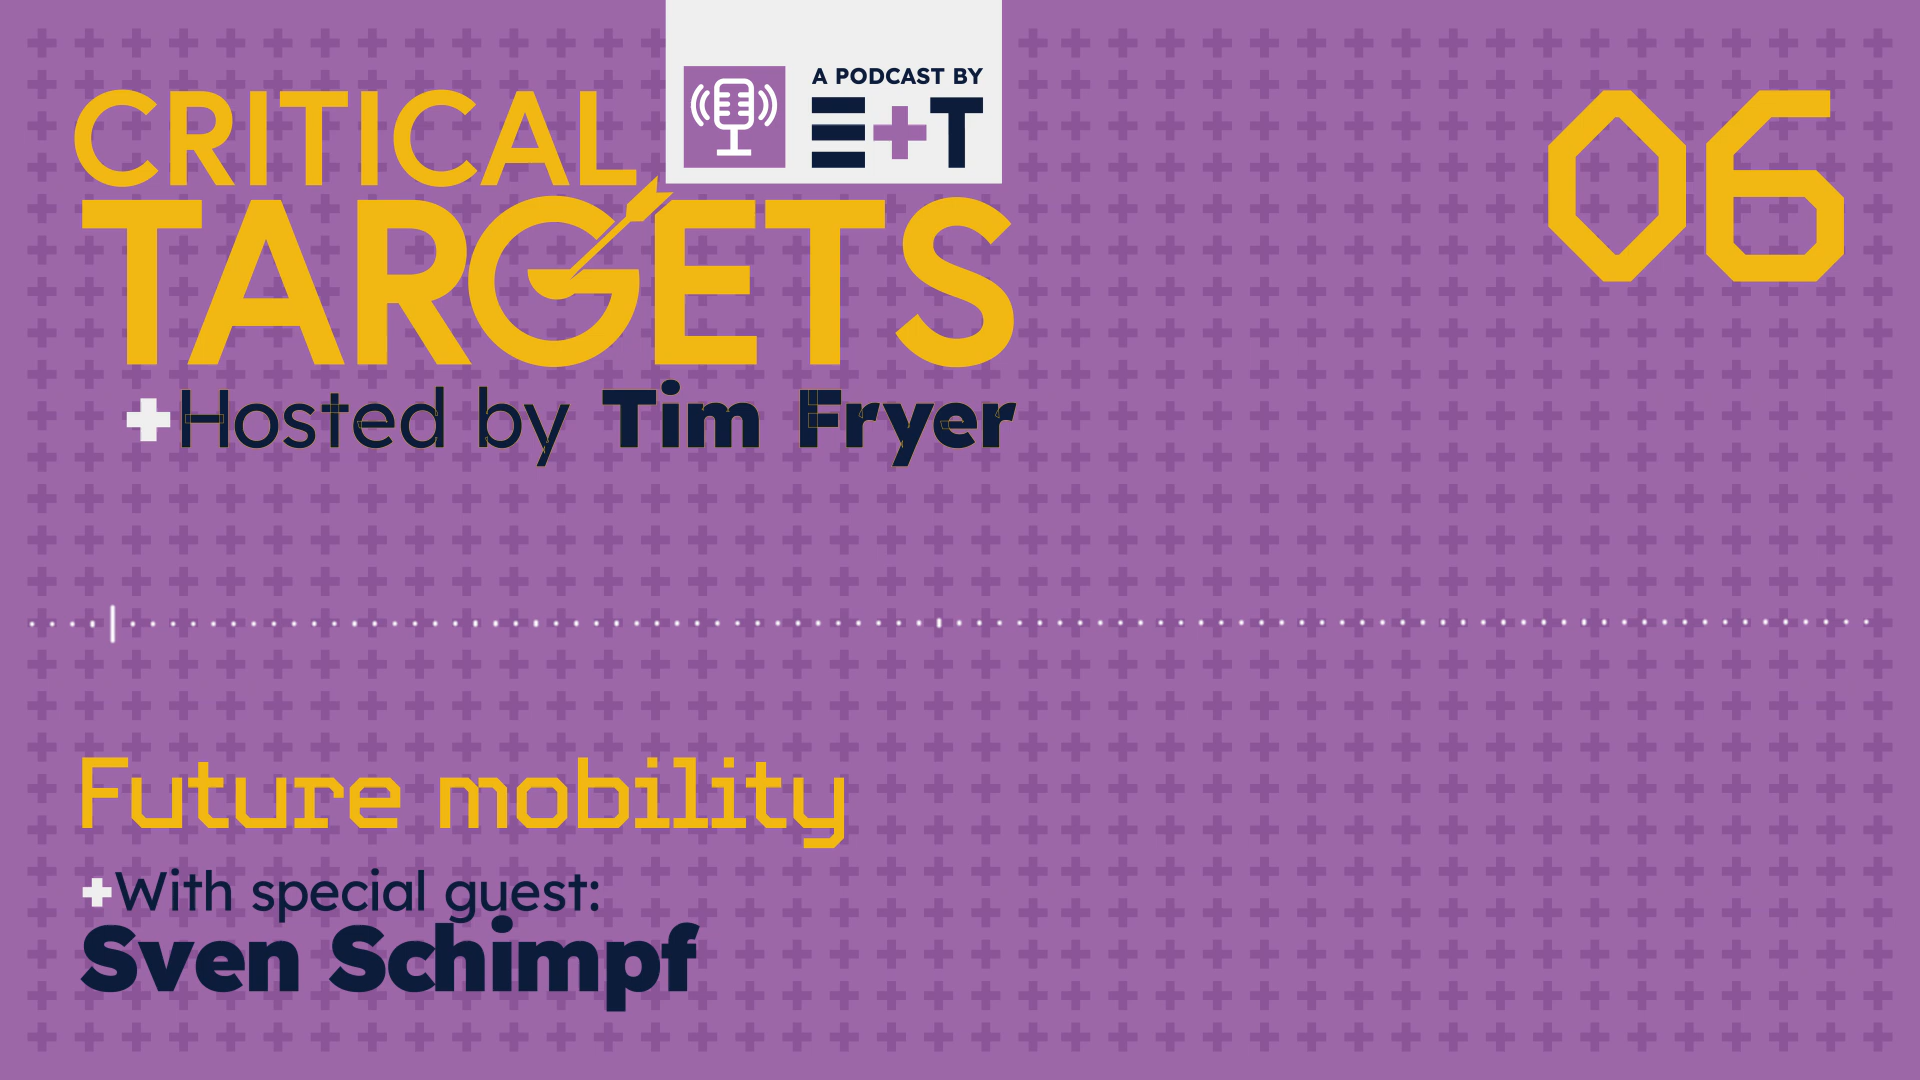 CRITICAL
A PODCAST BY
E+T
TARGETS
06
Hosted by Tim Fryer
Future mobility
With special guest:
Sven Schimpf